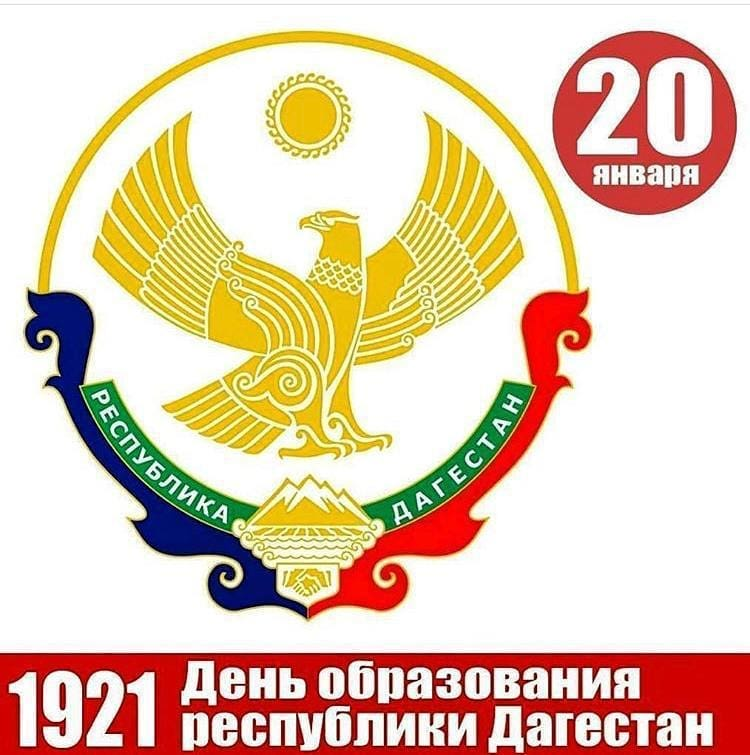 20
января
РЕСПУБЛИКА ДАГЕСТАН
1921 День образования
республики Дагестан